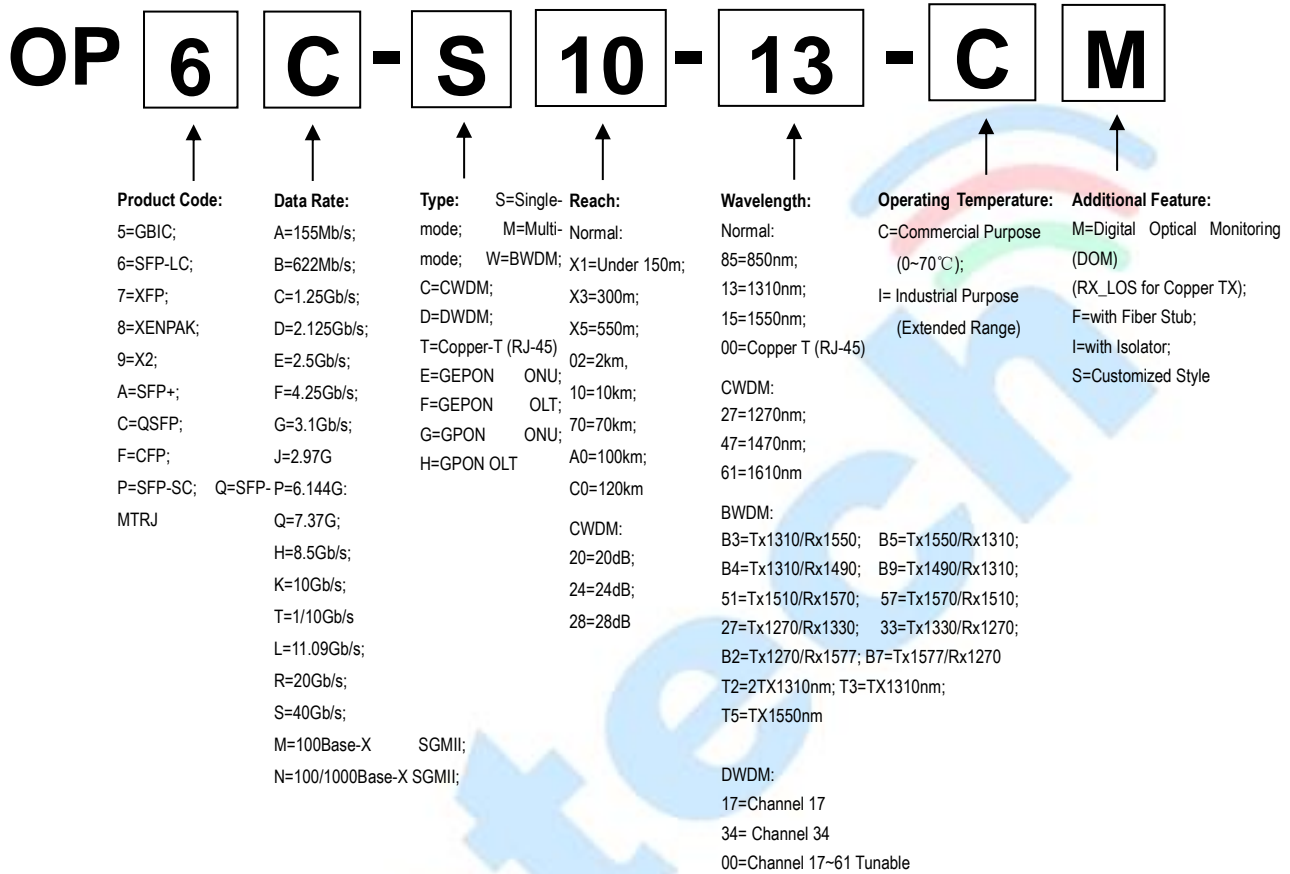 OP 6 C - S 10 - 13 - C M
Product Code:
5=GBIC;
6=SFP-LC;
7=XFP;
8=XENPAK;
9=X2;
A=SFP+;
C=QSFP;
F=CFP;
P=SFP-SC; Q=SFP-
MTRJ
Data Rate:
A=155Mb/s;
B=622Mb/s;
C=1.25Gb/s;
D=2.125Gb/s;
E=2.5Gb/s;
F=4.25Gb/s;
G=3.1Gb/s;
J=2.97G
P=6.144G:
Q=7.37G;
H=8.5Gb/s;
K=10Gb/s;
T=1/10Gb/s
L=11.09Gb/s;
R=20Gb/s;
S=40Gb/s;
M=100Base-X SGMII;
N=100/1000Base-X SGMII;
Type: S=Single-
mode; M=Multi-
mode; W=BWDM;
C=CWDM;
D=DWDM;
T=Copper-T (RJ-45)
E=GEPON ONU;
F=GEPON OLT;
G=GPON ONU;
H=GPON OLT
Reach:
Normal:
X1=Under 150m;
X3=300m;
X5=550m;
02=2km,
10=10km;
70=70km;
A0=100km;
C0=120km
CWDM:
20=20dB;
24=24dB;
28=28dB
Wavelength:
Normal:
85=850nm;
13=1310nm;
15=1550nm;
00=Copper T (RJ-45)
CWDM:
27=1270nm;
47=1470nm;
61=1610nm
BWDM:
B3=Tx1310/Rx1550; B5=Tx1550/Rx1310;
B4=Tx1310/Rx1490; B9=Tx1490/Rx1310;
51=Tx1510/Rx1570; 57=Tx1570/Rx1510;
27=Tx1270/Rx1330; 33=Tx1330/Rx1270;
B2=Tx1270/Rx1577; B7=Tx1577/Rx1270
T2=2TX1310nm; T3=TX1310nm;
T5=TX1550nm
DWDM:
17=Channel 17
34= Channel 34
00=Channel 17~61 Tunable
Operating Temperature:
C=Commercial Purpose
(0~70℃);
I= Industrial Purpose
(Extended Range)
Additional Feature:
M=Digital Optical Monitoring
(DOM)
(RX_LOS for Copper TX);
F=with Fiber Stub;
I=with Isolator;
S=Customized Style
tech